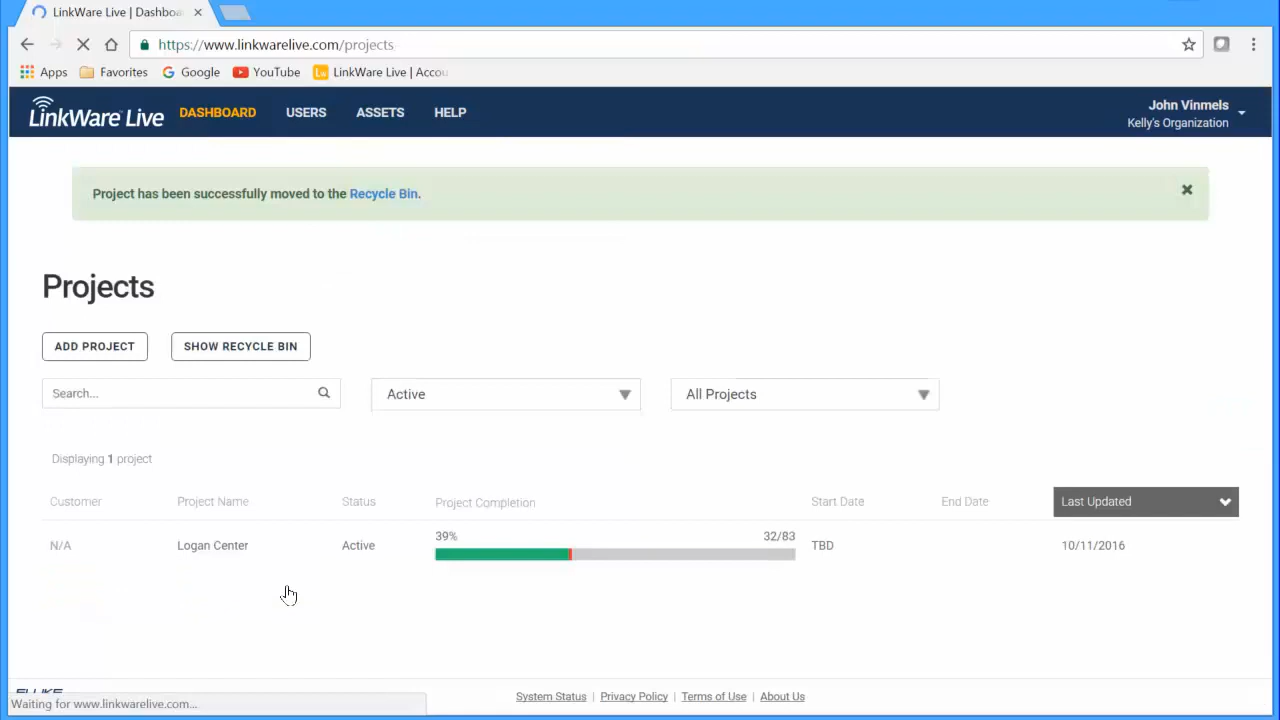 LinkWare Live | Dashboa
https://www.linkwarelive.com/projects
Apps Favorites Google YouTube Lw LinkWare Live | Accou
LinkWare Live DASHBOARD USERS ASSETS HELP
John Vinmels
Kelly's Organization
Project has been successfully moved to the Recycle Bin.
Projects
ADD PROJECT SHOW RECYCLE BIN
Search... Active All Projects
Displaying 1 project
Customer Project Name Status Project Completion Start Date End Date Last Updated
39% 32/83
N/A Logan Center Active TBD 10/11/2016
System Status | Privacy Policy | Terms of Use | About Us
Waiting for www.linkwarelive.com...